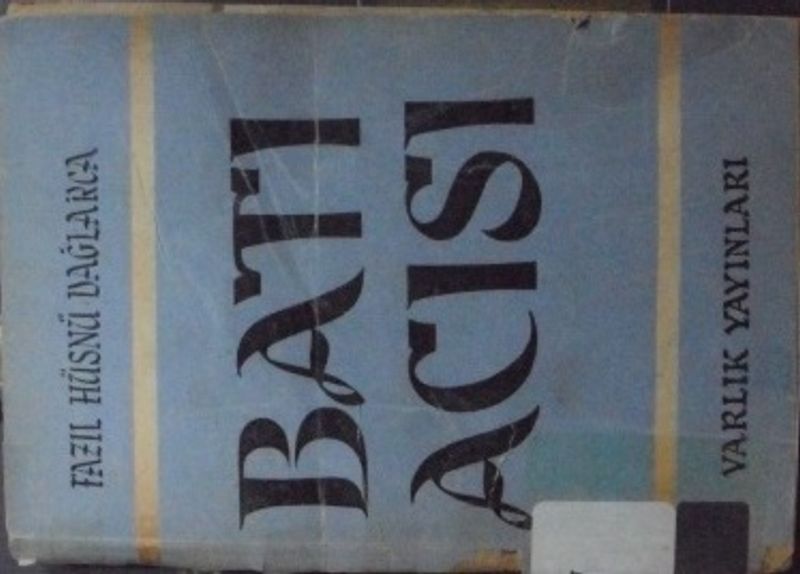 FAZIL HÜSNÜ DAĞLARCA
BATI
ACISI
VARLIK YAYINLARI